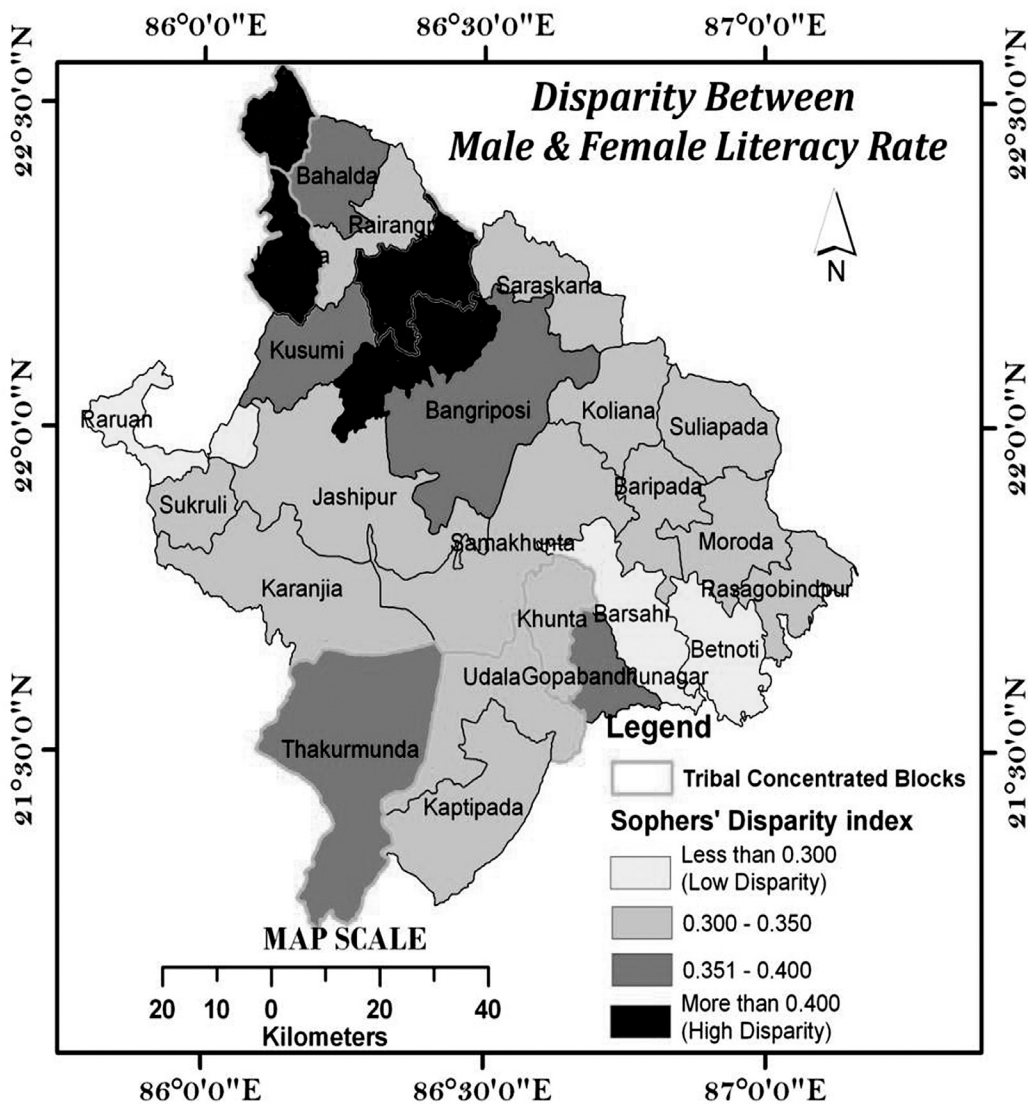 86°0'0"E
86°30'0"E
87°0'0"E
22°30'0"N
22°30'0"N
Disparity Between
Male & Female Literacy Rate
N
Bahalda
Saraskana
Kusumi
Bangriposi
Koliana
Raruan
Suliapada
22°0'0"N
22°0'0"N
Baripada
Jashipur
Sukruli
Samakhunta
Moroda
Karanjia
Rasagobindpur
Khunta
Barsahi
Betnoti
Udala
Gopabandhunagar
21°30'0"N
21°30'0"N
Thakurmunda
Kaptipada
Legend
Tribal Concentrated Blocks
Sophers' Disparity index
Less than 0.300
(Low Disparity)
0.300 - 0.350
0.351 - 0.400
More than 0.400
(High Disparity)
MAP SCALE
20 10 0 20 40
Kilometers
86°0'0"E
86°30'0"E
87°0'0"E